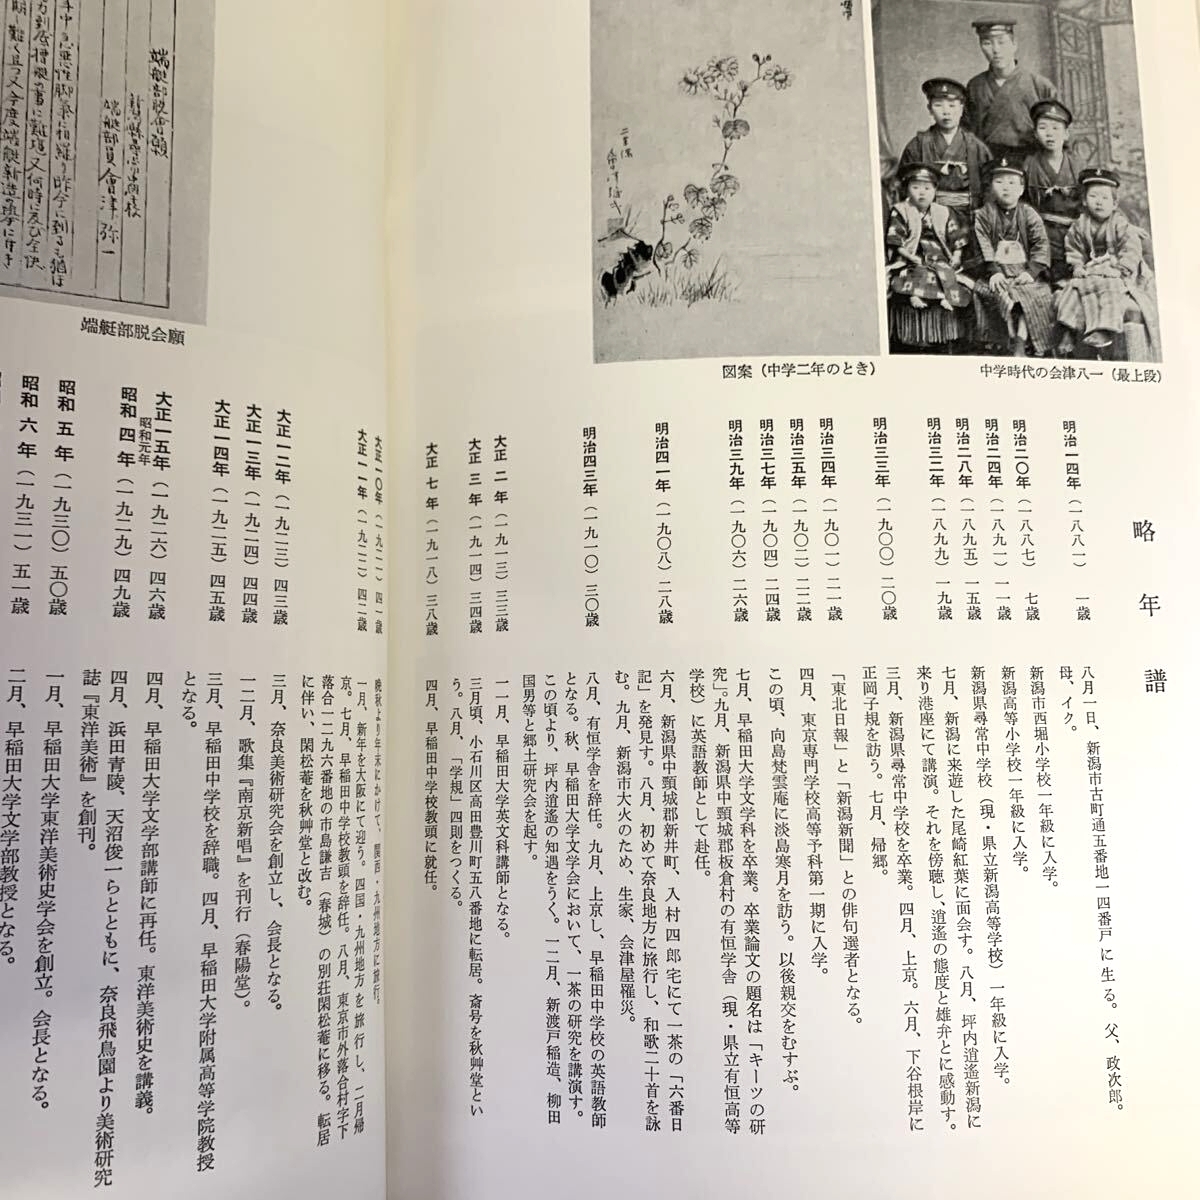 中学時代の会津八一（最上段）
図案（中学二年のとき）
略年譜
明治一四年（一八八一）一歳　八月一日、新潟市古町通五番地一四番戸に生る。父、政次郎。
母、イク。
明治二〇年（一八八七）七歳　新潟市西堀小学校一年級に入学。
明治二四年（一八九一）一一歳　新潟高等小学校一年級に入学。
明治二八年（一八九五）一五歳　新潟県尋常中学校（現・県立新潟高等学校）一年級に入学。
明治三二年（一八九九）一九歳　七月、新潟に来遊した尾崎紅葉に面会す。八月、坪内逍遙新潟に
来り港座にて講演。それを傍聴し、逍遙の態度と雄弁とに感動す。
明治三三年（一九〇〇）二〇歳　三月、新潟県尋常中学校を卒業。四月、上京。六月、下谷根岸に
正岡子規を訪う。七月、帰郷。
明治三四年（一九〇一）二一歳　「東北日報」と「新潟新聞」との俳句選者となる。
明治三五年（一九〇二）二二歳　四月、東京専門学校高等予科第一期に入学。
明治三七年（一九〇四）二四歳　この頃、向島梵雲庵に淡島寒月を訪う。以後親交をむすぶ。
明治三九年（一九〇六）二六歳　七月、早稲田大学文学科を卒業。卒業論文の題名は「キーツの研
究」。九月、新潟県中頸城郡板倉村の有恒学舎（現・県立有恒高等
学校）に英語教師として赴任。
明治四一年（一九〇八）二八歳　六月、新潟県中頸城郡新井町、入村四郎宅にて一茶の「六番日
記」を発見す。八月、初めて奈良地方に旅行し、和歌二十首を詠
む。九月、新潟市大火のため、生家、会津屋罹災。
明治四三年（一九一〇）三〇歳　八月、有恒学舎を辞任。九月、上京し、早稲田中学校の英語教師
となる。秋、早稲田大学文学会において、一茶の研究を講演す。
この頃より、坪内逍遙の知遇をうく。一二月、新渡戸稲造、柳田
国男等と郷土研究会を起す。
大正二年（一九一三）三三歳　一一月、早稲田大学英文科講師となる。
大正三年（一九一四）三四歳　三月頃、小石川区高田豊川町五八番地に転居。斎号を秋艸堂とい
う。八月、「学規」四則をつくる。
大正七年（一九一八）三八歳　四月、早稲田中学校教頭に就任。
端艇部脱会願
端艇部員會津弥一
端艇部脱会願
大正一〇年（一九二一）四一歳　晩秋より年末にかけて、関西・九州地方に旅行。
大正一一年（一九二二）四二歳　一月、新年を大阪にて迎う。四国・九州地方を旅行し、二月帰
京。七月、早稲田中学校教頭を辞任。八月、東京市外落合村字下
落合一二九六番地の市島謙吉（春城）の別荘閑松菴に移る。転居
に伴い、閑松菴を秋艸堂と改む。
大正一二年（一九二三）四三歳　三月、奈良美術研究会を創立し、会長となる。
大正一三年（一九二四）四四歳　一二月、歌集『南京新唱』を刊行（春陽堂）。
大正一四年（一九二五）四五歳　三月、早稲田中学校を辞職。四月、早稲田大学附属高等学院教授
となる。
大正一五年（一九二六）四六歳　四月、早稲田大学文学部講師に再任。東洋美術史を講義。
昭和元年
昭和四年（一九二九）四九歳　四月、浜田青陵、天沼俊一らとともに、奈良飛鳥園より美術研究
誌『東洋美術』を創刊。
昭和五年（一九三〇）五〇歳　一月、早稲田大学東洋美術史学会を創立。会長となる。
昭和六年（一九三一）五一歳　二月、早稲田大学文学部教授となる。